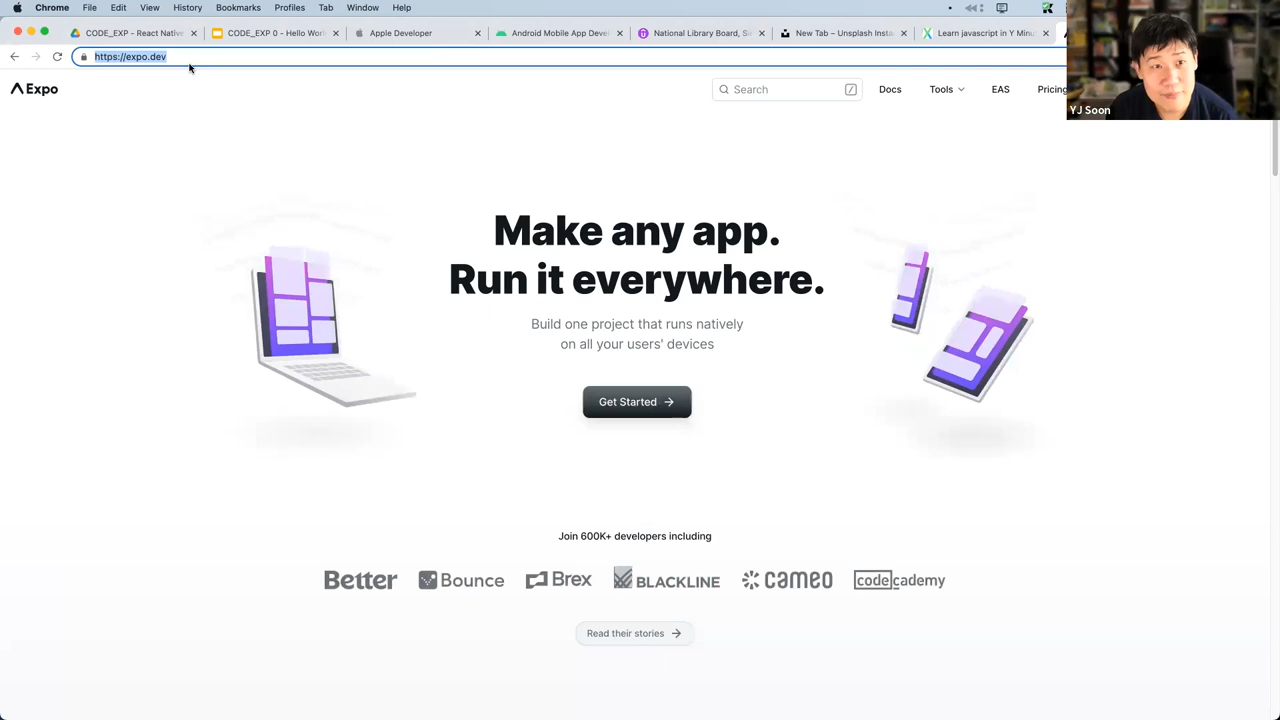 Chrome File Edit View History Bookmarks Profiles Tab Window Help
CODE_EXP - React Native
CODE_EXP 0 - Hello Wor
Apple Developer
Android Mobile App Deve
National Library Board, Si
New Tab – Unsplash Insta
Learn javascript in Y Minu
https://expo.dev
YJ Soon
Expo
Search /
Docs
Tools
EAS
Pricing
Make any app.
Run it everywhere.
Build one project that runs natively
on all your users' devices
Get Started
Join 600K+ developers including
Better Bounce Brex BLACKLINE cameo codecademy
Read their stories